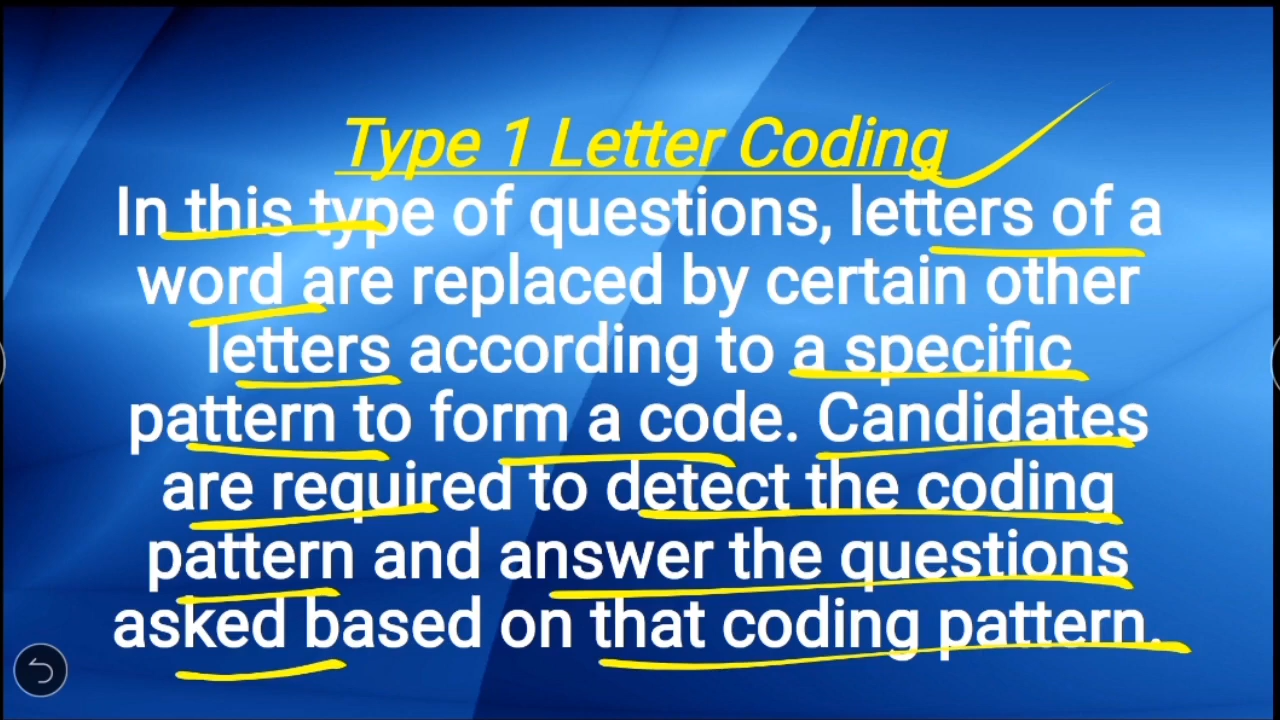 Type 1 Letter Coding
In this type of questions, letters of a
word are replaced by certain other
letters according to a specific
pattern to form a code. Candidates
are required to detect the coding
pattern and answer the questions
asked based on that coding pattern.